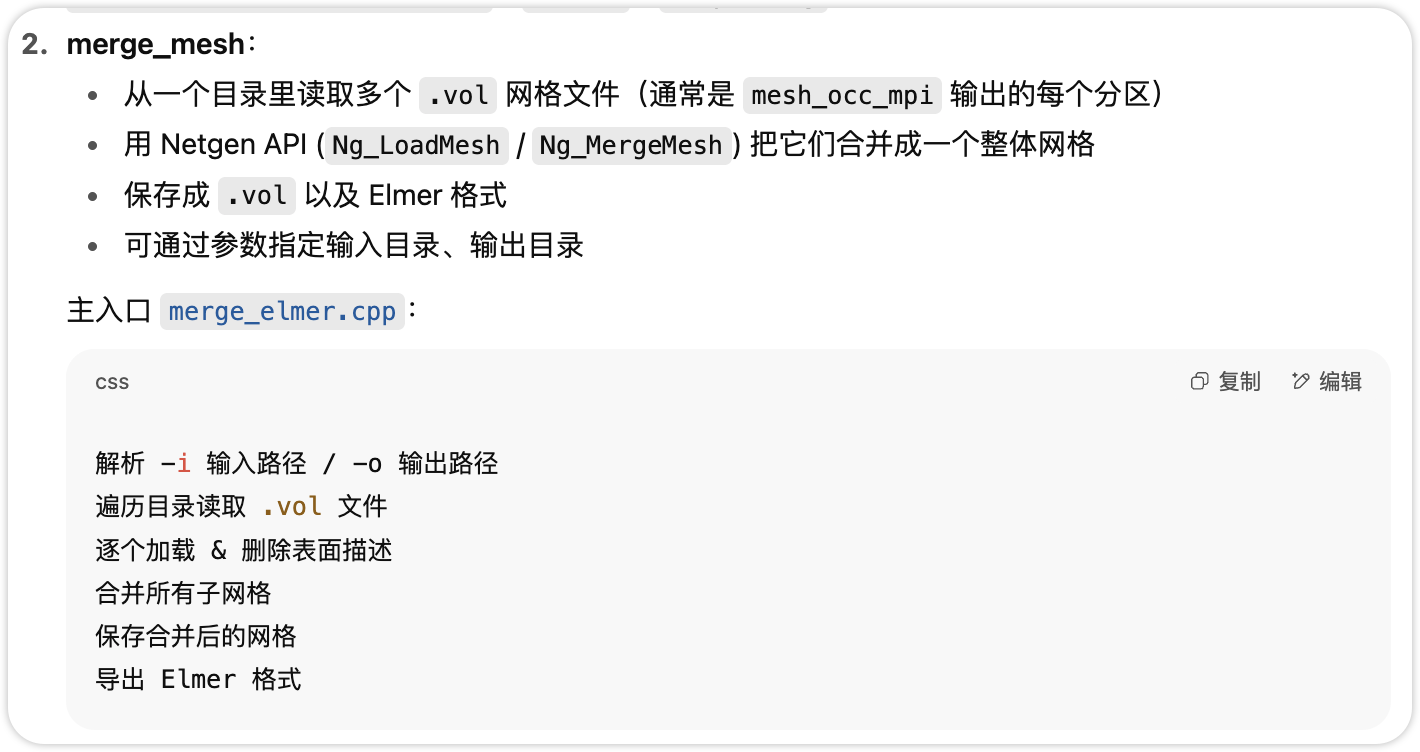 2. merge_mesh：
• 从一个目录里读取多个 .vol 网格文件（通常是 mesh_occ_mpi 输出的每个分区）
• 用 Netgen API (Ng_LoadMesh / Ng_MergeMesh) 把它们合并成一个整体网格
• 保存成 .vol 以及 Elmer 格式
• 可通过参数指定输入目录、输出目录
主入口 merge_elmer.cpp：
css 复制 编辑
解析 -i 输入路径 / -o 输出路径
遍历目录读取 .vol 文件
逐个加载 & 删除表面描述
合并所有子网格
保存合并后的网格
导出 Elmer 格式